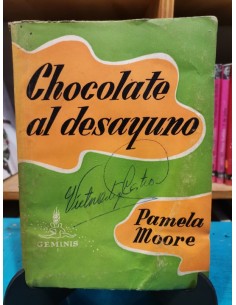 Chocolate
al desayuno
Pamela
Moore
GEMINIS